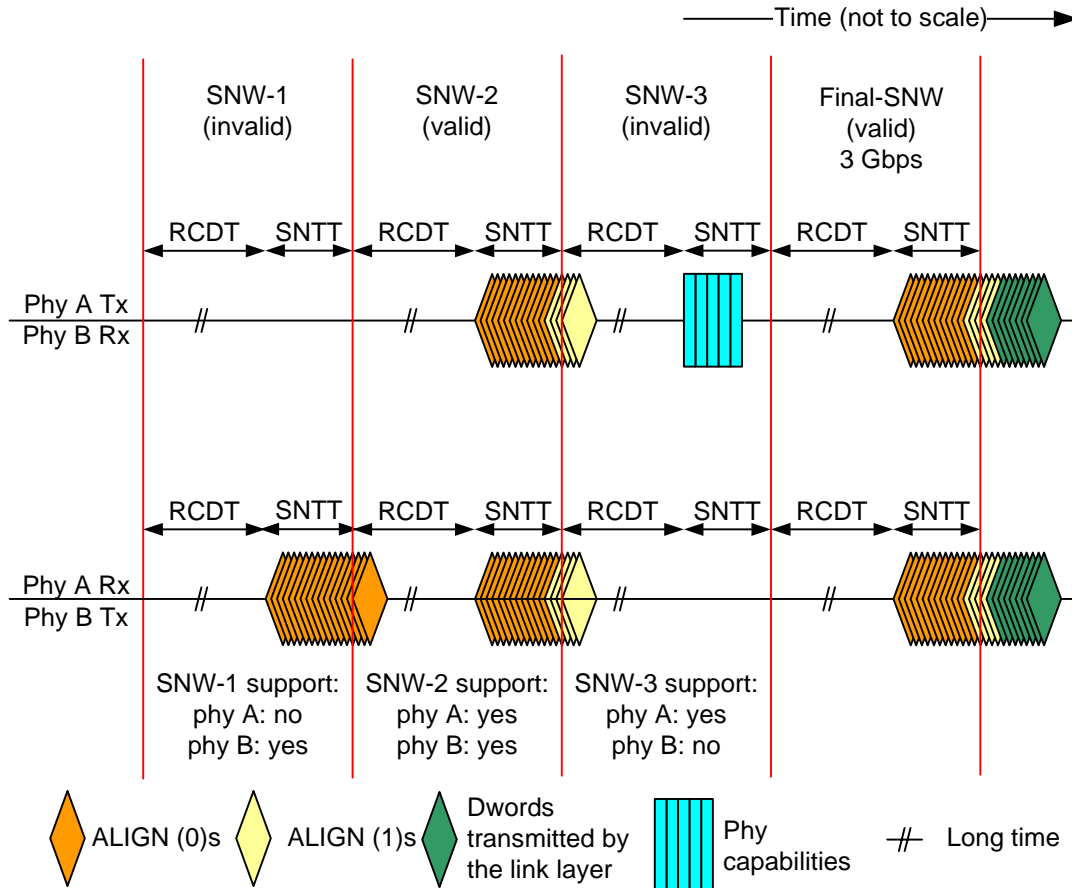 Time (not to scale)
SNW-1
(invalid)
SNW-2
(valid)
SNW-3
(invalid)
Final-SNW
(valid)
3 Gbps
RCDT
SNTT
RCDT
SNTT
RCDT
SNTT
RCDT
SNTT
Phy A Tx
Phy B Rx
RCDT
SNTT
RCDT
SNTT
RCDT
SNTT
RCDT
SNTT
Phy A Rx
Phy B Tx
SNW-1 support:
phy A: no
phy B: yes
SNW-2 support:
phy A: yes
phy B: yes
SNW-3 support:
phy A: yes
phy B: no
ALIGN (0)s
ALIGN (1)s
Dwords
transmitted by
the link layer
Phy
capabilities
Long time